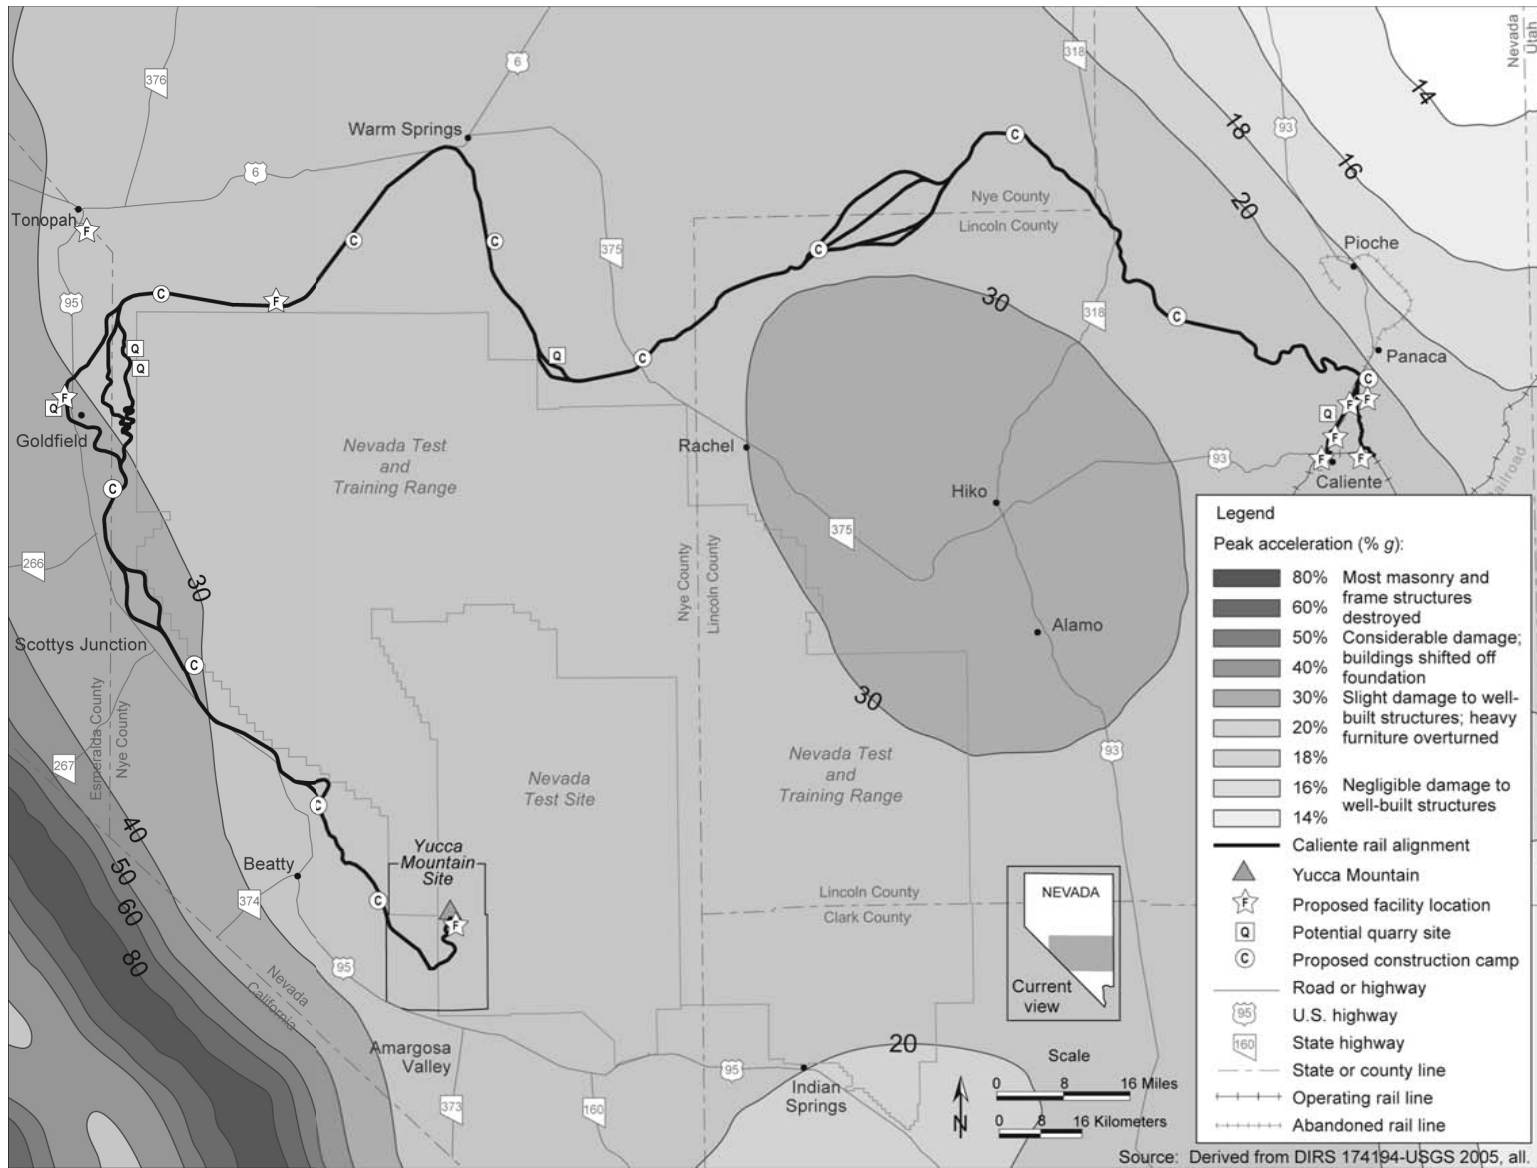 376
6
318
Nevada
Utah
14
93
18
16
Warm Springs
6
20
Tonopah
F
C
Nye County
Lincoln County
C
C
375
C
Pioche
95
C
F
30
318
C
Q
Q
Q
C
Panaca
C
F
Q
Goldfield
F
F
Q
F
F
F
Caliente
Nevada Test
and
Training Range
Rachel
93
Hiko
C
375
266
30
Nye County
Lincoln County
Scottys Junction
Alamo
C
30
Esmeralda County
Nye County
267
93
Nevada
Test Site
Nevada Test
and
Training Range
C
40
50
60
80
Beatty
Yucca
Mountain
Site
374
C
F
Lincoln County
Clark County
95
Nevada
California
Amargosa
Valley
373
160
95
20
Indian
Springs
NEVADA
Current
view
Scale
0 8 16 Miles
0 8 16 Kilometers
N
Legend
Peak acceleration (% g):
80% Most masonry and
60% frame structures
destroyed
50% Considerable damage;
40% buildings shifted off
foundation
30% Slight damage to well-
20% built structures; heavy
furniture overturned
18%
16% Negligible damage to
well-built structures
14%
Caliente rail alignment
Yucca Mountain
F Proposed facility location
Q Potential quarry site
C Proposed construction camp
Road or highway
95 U.S. highway
160 State highway
State or county line
Operating rail line
Abandoned rail line
Source: Derived from DIRS 174194-USGS 2005, all.